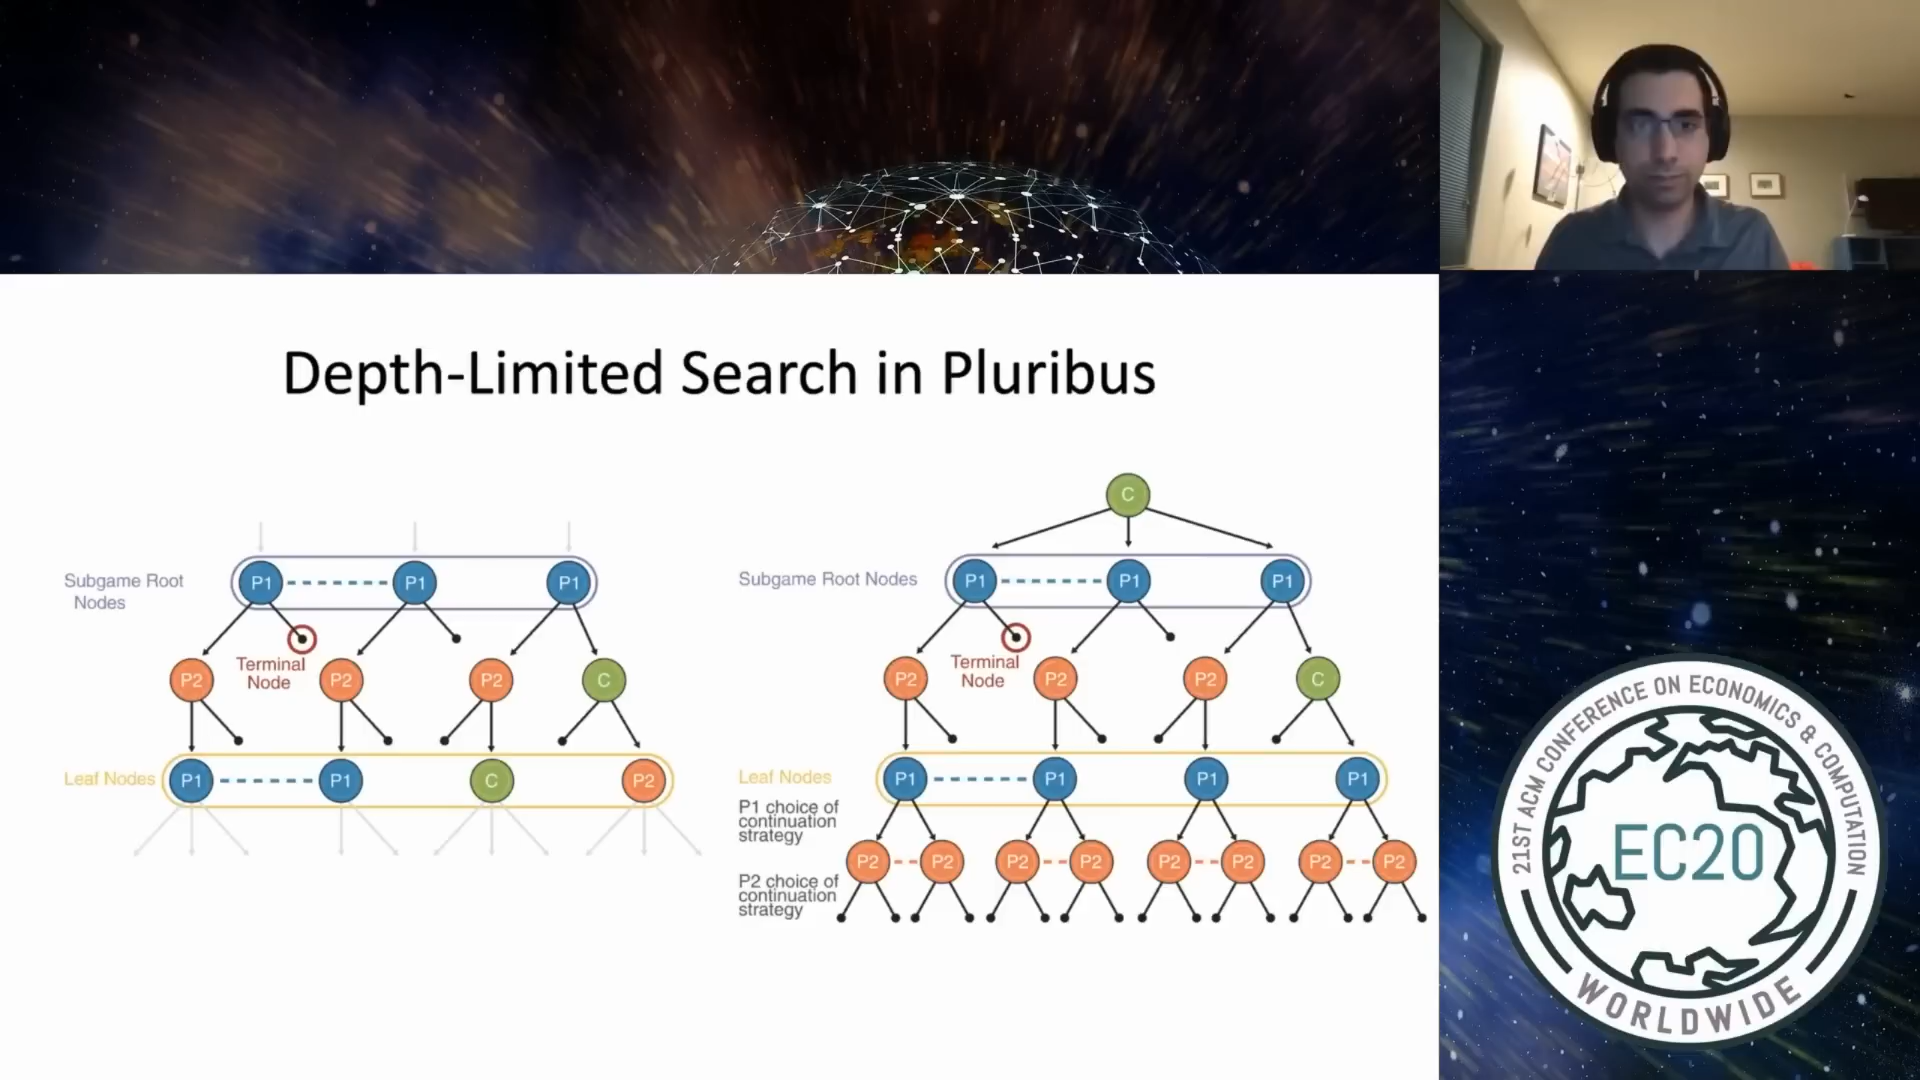 Depth-Limited Search in Pluribus
Subgame Root
Nodes
P1 P1 P1
Terminal
Node
P2 P2 P2 C
Leaf Nodes
P1 P1 C P2
C
Subgame Root Nodes
P1 P1 P1
Terminal
Node
P2 P2 P2 C
Leaf Nodes
P1 P1 P1 P1
P1 choice of
continuation
strategy
P2 P2 P2 P2 P2 P2 P2 P2
P2 choice of
continuation
strategy
21ST ACM CONFERENCE ON ECONOMICS & COMPUTATION
EC20
WORLDWIDE